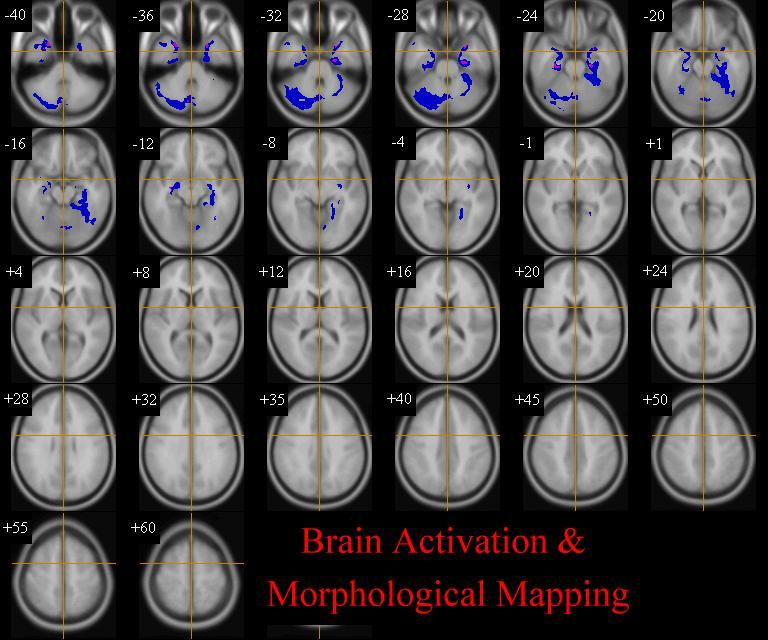 -40 -36 -32 -28 -24 -20
-16 -12 -8 -4 -1 +1
+4 +8 +12 +16 +20 +24
+28 +32 +35 +40 +45 +50
+55 +60
Brain Activation &
Morphological Mapping